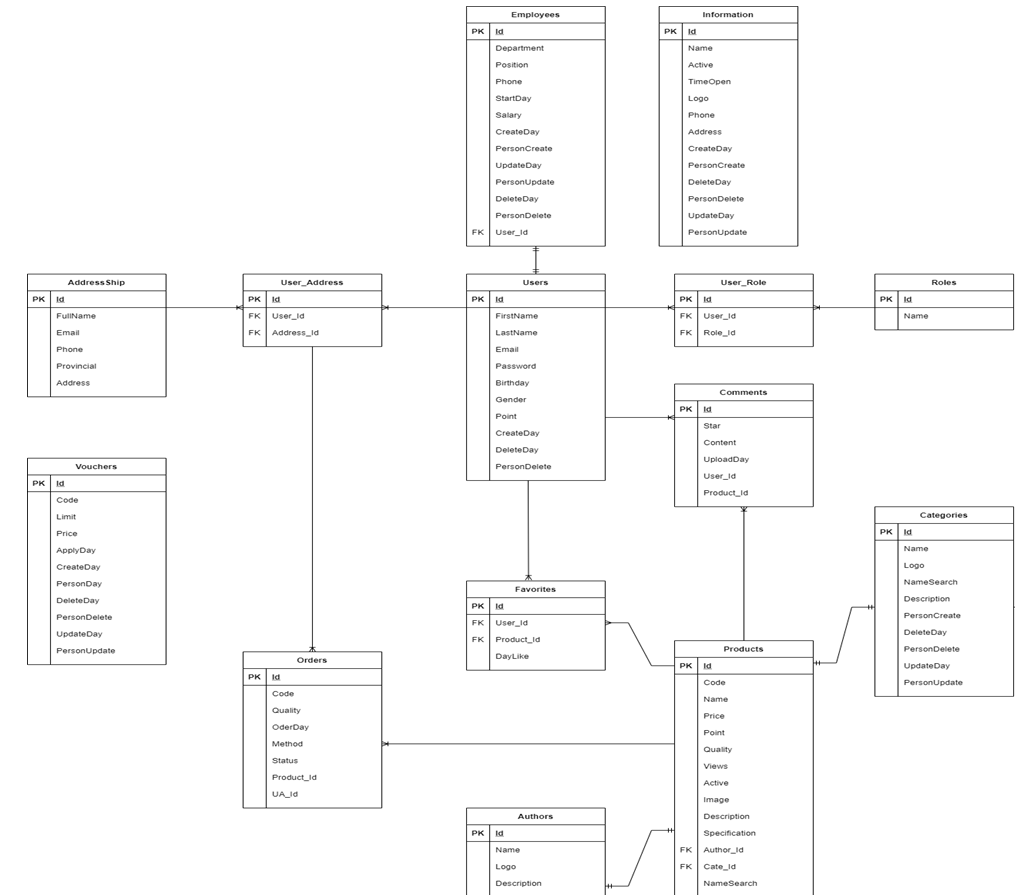 Employees
PK Id
Department
Position
Phone
StartDay
Salary
CreateDay
PersonCreate
UpdateDay
PersonUpdate
DeleteDay
PersonDelete
FK User_Id
Information
PK Id
Name
Active
TimeOpen
Logo
Phone
Address
CreateDay
PersonCreate
DeleteDay
PersonDelete
UpdateDay
PersonUpdate
AddressShip
PK Id
FullName
Email
Phone
Provincial
Address
User_Address
PK Id
FK User_Id
FK Address_Id
Users
PK Id
FirstName
LastName
Email
Password
Birthday
Gender
Point
CreateDay
DeleteDay
PersonDelete
User_Role
PK Id
FK User_Id
FK Role_Id
Roles
PK Id
Name
Comments
PK Id
Star
Content
UploadDay
User_Id
Product_Id
Vouchers
PK Id
Code
Limit
Price
ApplyDay
CreateDay
PersonDay
DeleteDay
PersonDelete
UpdateDay
PersonUpdate
Categories
PK Id
Name
Logo
NameSearch
Description
PersonCreate
DeleteDay
PersonDelete
UpdateDay
PersonUpdate
Favorites
PK Id
FK User_Id
FK Product_Id
DayLike
Orders
PK Id
Code
Quality
OderDay
Method
Status
Product_Id
UA_Id
Products
PK Id
Code
Name
Price
Point
Quality
Views
Active
Image
Description
Specification
FK Author_Id
FK Cate_Id
NameSearch
Authors
PK Id
Name
Logo
Description